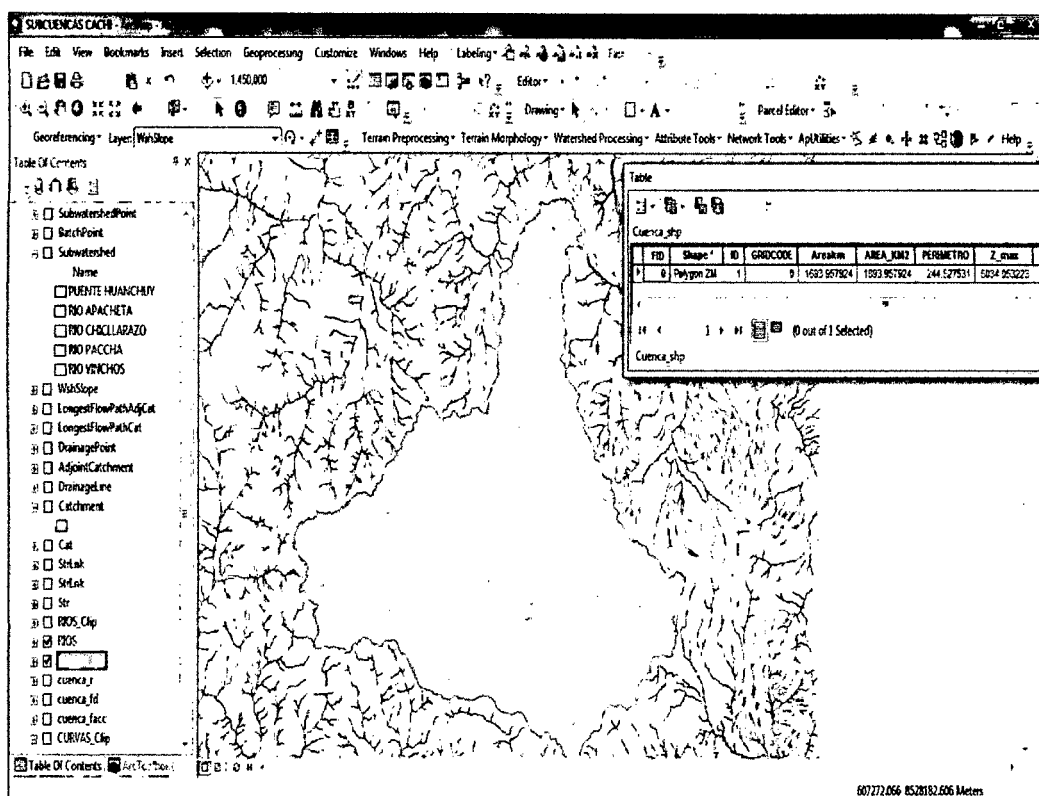 SUBCUENCAS CACHI -
File Edit View Bookmarks Insert Selection Geoprocessing Customize Windows Help Labeling
1:450,000 Editor
Drawing A Parcel Editor
Georeferencing Layer: WshSlope Terrain Preprocessing Terrain Morphology Watershed Processing Attribute Tools Network Tools ApUtilities Help
Table Of Contents
SubwatershedPoint
BatchPoint
Subwatershed
Name
PUENTE HUANCHUY
RIO APACHETA
RIO CHICLLARAZO
RIO PACCHA
RIO VINCHOS
WshSlope
LongestFlowPathAdjCat
LongestFlowPathCat
DrainagePoint
AdjointCatchment
DrainageLine
Catchment
Cat
StrLnk
StrLnk
Str
RIOS_Clip
RIOS
cuenca_r
cuenca_fd
cuenca_facc
CURVAS_Clip
Table Of Contents ArcToolbox
Table
Cuenca_shp
FID Shape * ID GRIDCODE Areakm AREA_KM2 PERIMETRO Z_max
0 Polygon ZM 1 0 1693.957924 1693.957924 244.527531 5034.053223
1 (0 out of 1 Selected)
Cuenca_shp
607272.066 8528182.606 Meters